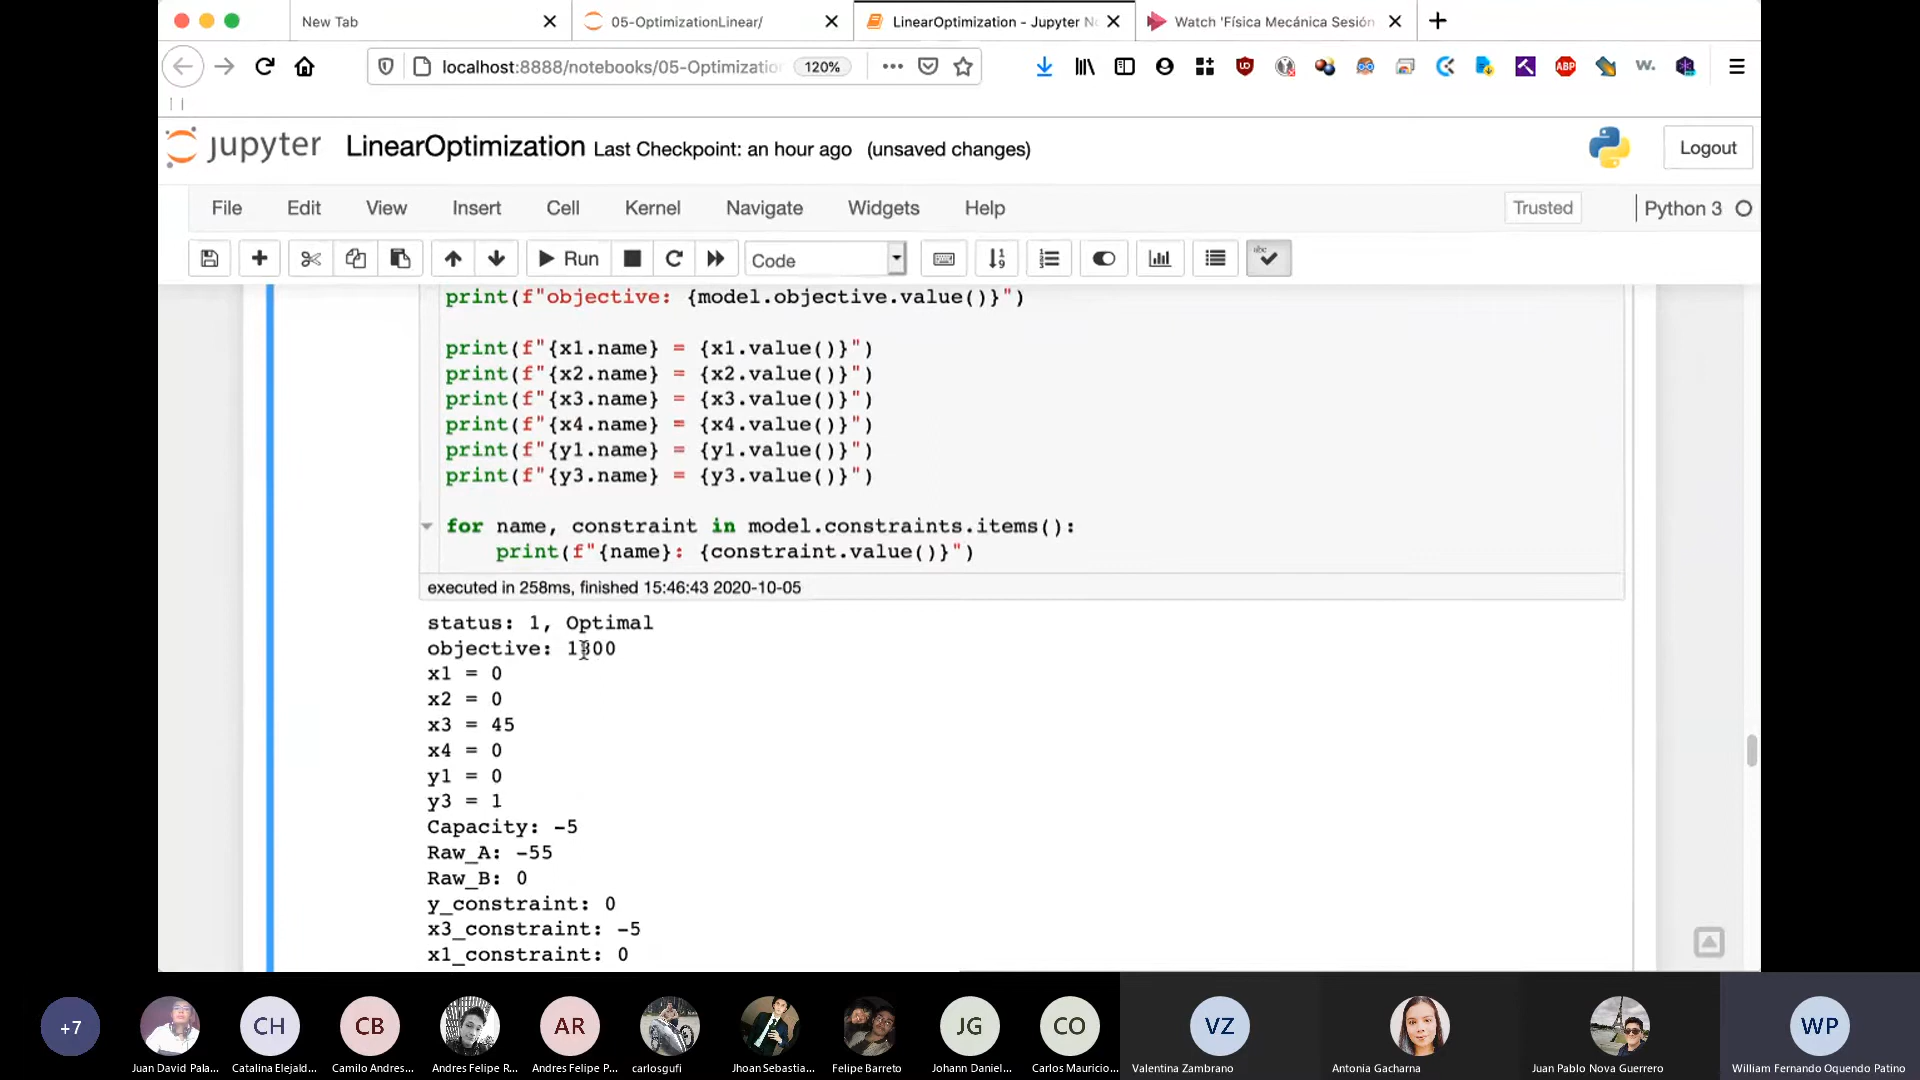 New Tab
05-OptimizationLinear/
LinearOptimization - Jupyter N
Watch 'Física Mecánica Sesión
localhost:8888/notebooks/05-Optimizatio
120%
ABP
w.
jupyter
LinearOptimization Last Checkpoint: an hour ago (unsaved changes)
Logout
File Edit View Insert Cell Kernel Navigate Widgets Help
Trusted
Python 3
Run
Code
abc
print(f"objective: {model.objective.value()}")
print(f"{x1.name} = {x1.value()}")
print(f"{x2.name} = {x2.value()}")
print(f"{x3.name} = {x3.value()}")
print(f"{x4.name} = {x4.value()}")
print(f"{y1.name} = {y1.value()}")
print(f"{y3.name} = {y3.value()}")
for name, constraint in model.constraints.items():
print(f"{name}: {constraint.value()}")
executed in 258ms, finished 15:46:43 2020-10-05
status: 1, Optimal
objective:
x1 = 0
x2 = 0
x3 = 45
x4 = 0
y1 = 0
y3 = 1
Capacity: -5
Raw_A: -55
Raw_B: 0
y_constraint: 0
x3_constraint: -5
x1_constraint: 0
+7
CH
CB
AR
JG
CO
VZ
WP
Juan David Pala...
Catalina Elejald...
Camilo Andres...
Andres Felipe R...
Andres Felipe P...
carlosgufi
Jhoan Sebastia...
Felipe Barreto
Johann Daniel...
Carlos Mauricio...
Valentina Zambrano
Antonia Gacharna
Juan Pablo Nova Guerrero
William Fernando Oquendo Patino